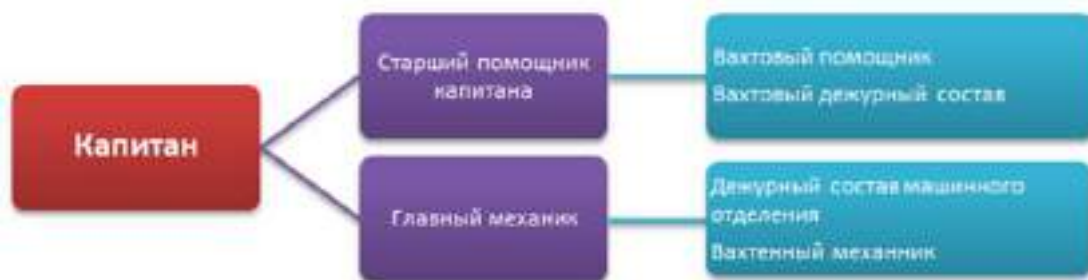 Капитан
Старший помощник
капитана
Вахтовый помощник
Вахтовый дежурный состав
Главный механик
Дежурный состав машинного
отделения
Вахтенный механник